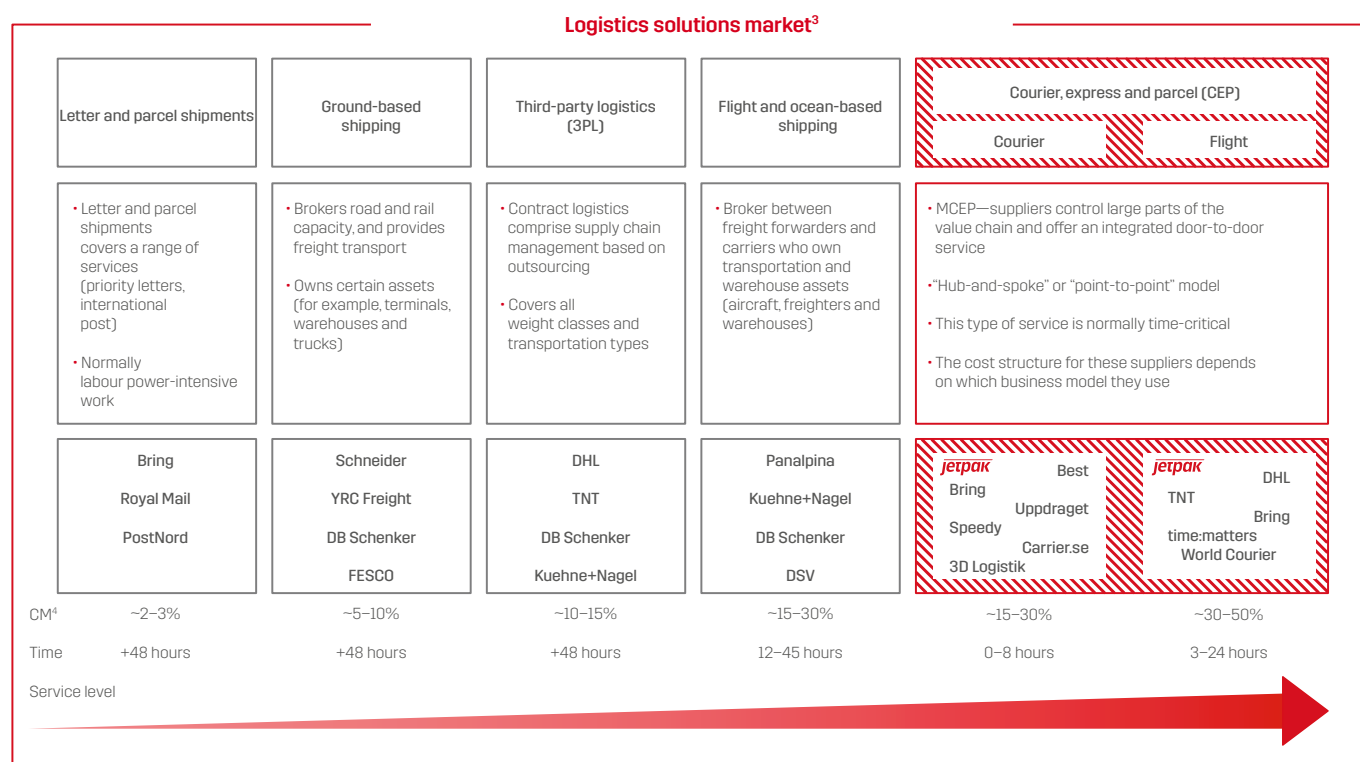 Logistics solutions market³
Letter and parcel shipments
Ground-based
shipping
Third-party logistics
(3PL)
Flight and ocean-based
shipping
Courier, express and parcel (CEP)
Courier
Flight
• Letter and parcel
shipments
covers a range of
services
(priority letters,
international
post)
• Normally
labour power-intensive
work
• Brokers road and rail
capacity, and provides
freight transport
• Owns certain assets
(for example, terminals,
warehouses and
trucks)
• Contract logistics
comprise supply chain
management based on
outsourcing
• Covers all
weight classes and
transportation types
• Broker between
freight forwarders and
carriers who own
transportation and
warehouse assets
(aircraft, freighters and
warehouses)
• MCEP—suppliers control large parts of the
value chain and offer an integrated door-to-door
service
•“Hub-and-spoke” or “point-to-point” model
• This type of service is normally time-critical
• The cost structure for these suppliers depends
on which business model they use
Bring
Royal Mail
PostNord
Schneider
YRC Freight
DB Schenker
FESCO
DHL
TNT
DB Schenker
Kuehne+Nagel
Panalpina
Kuehne+Nagel
DB Schenker
DSV
jetpak
Best
Bring
Uppdraget
Speedy
Carrier.se
3D Logistik
jetpak
DHL
TNT
Bring
time:matters
World Courier
CM⁴ ~2–3% ~5–10% ~10–15% ~15–30% ~15–30% ~30–50%
Time +48 hours +48 hours +48 hours 12–45 hours 0–8 hours 3–24 hours
Service level